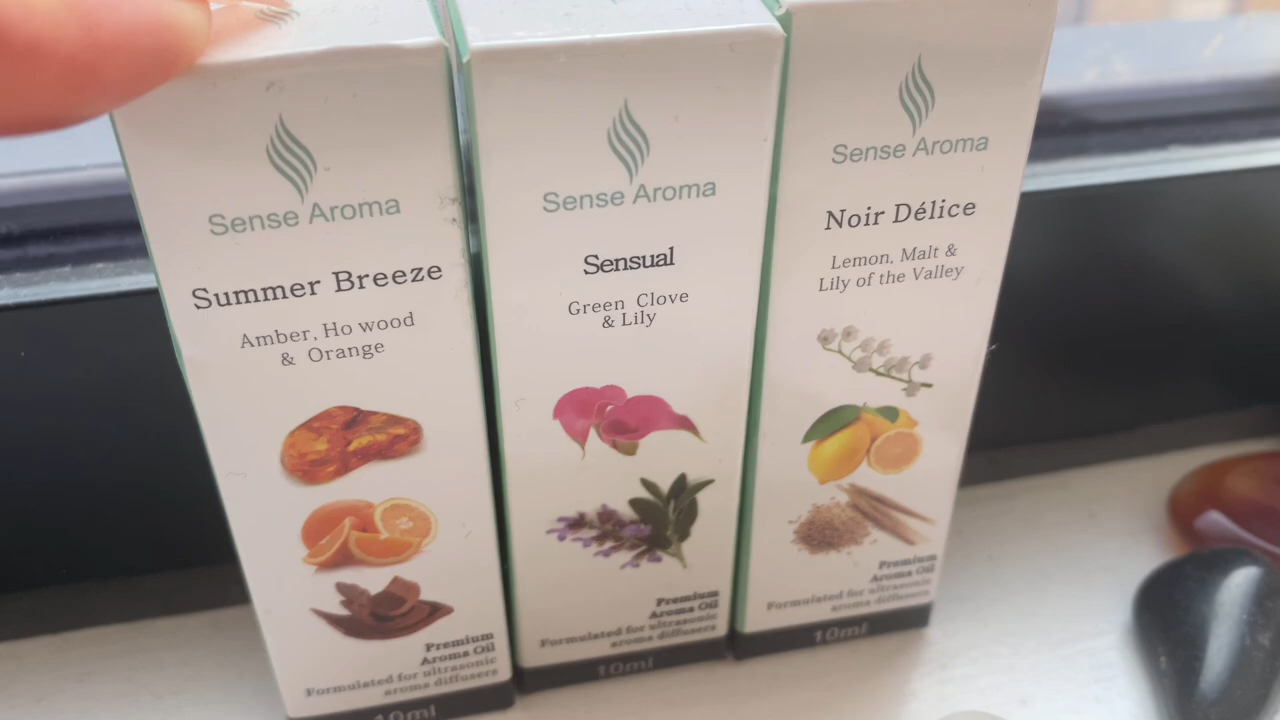 Sense Aroma
Summer Breeze
Amber, Ho wood
& Orange
Premium
Aroma Oil
Formulated for ultrasonic
aroma diffusers
10ml
Sense Aroma
Sensual
Green Clove
& Lily
Premium
Aroma Oil
Formulated for ultrasonic
aroma diffusers
10ml
Sense Aroma
Noir Délice
Lemon, Malt &
Lily of the Valley
Premium
Aroma Oil
Formulated for ultrasonic
aroma diffusers
10ml